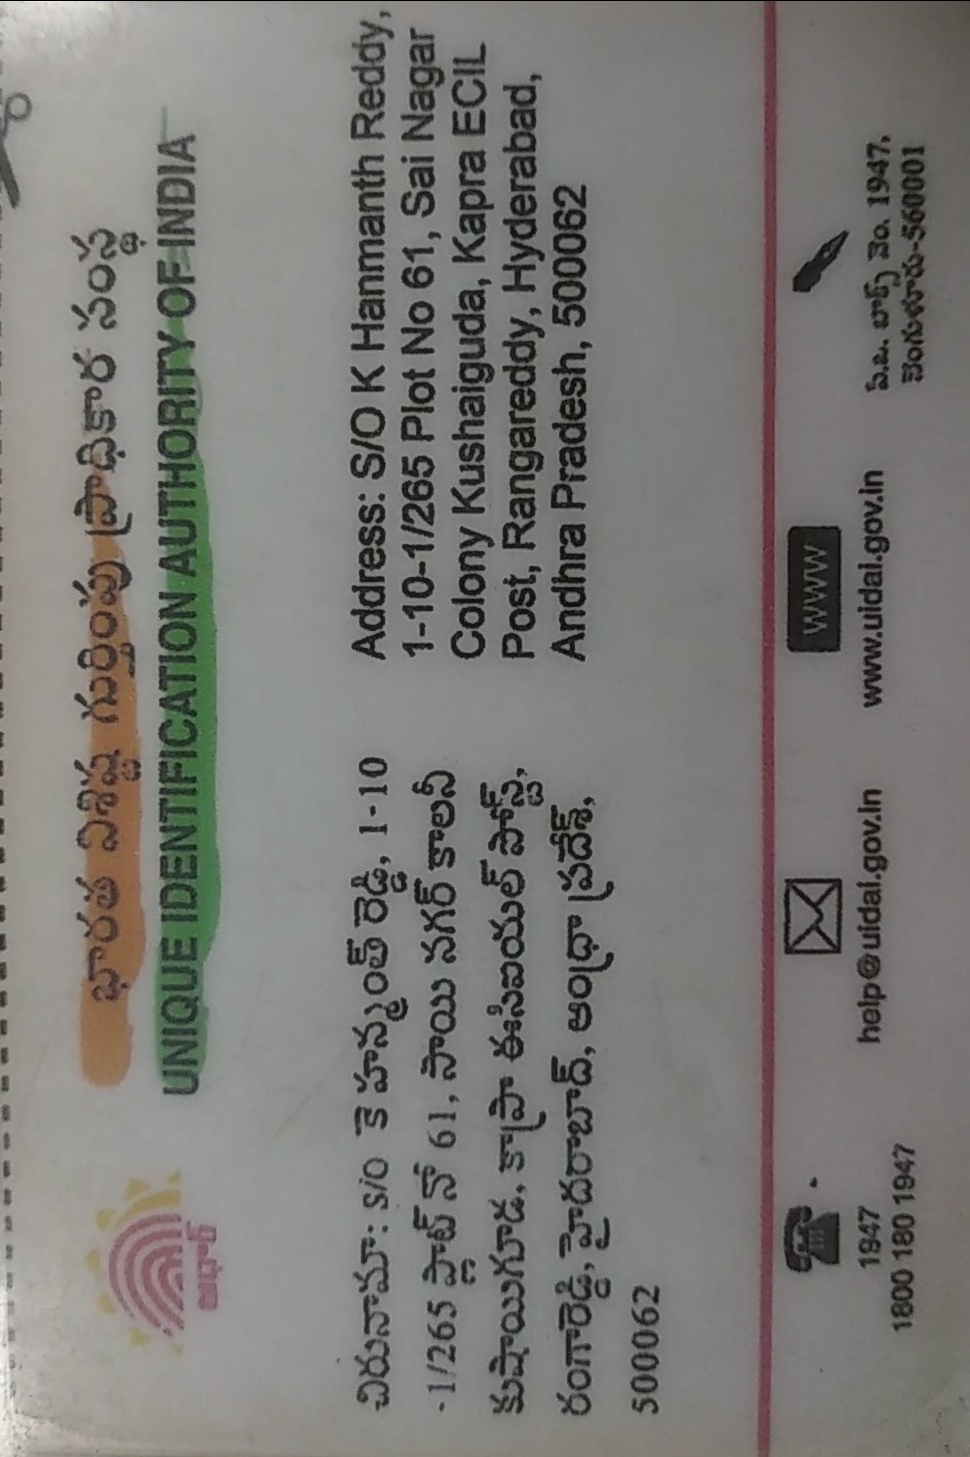 భారత విశిష్ట గుర్తింపు ప్రాధికార సంస్థ
UNIQUE IDENTIFICATION AUTHORITY OF INDIA
ఆధార్
చిరునామా: S/O కె హన్మంత్ రెడ్డి, 1-10
-1/265 ప్లాట్ నో 61, సాయి నగర్ కాలనీ
కుషాయిగూడ, కాప్రా ఈసిఐయల్ పోస్ట్,
రంగారెడ్డి, హైదరాబాద్, ఆంధ్రా ప్రదేశ్,
500062
Address: S/O K Hanmanth Reddy,
1-10-1/265 Plot No 61, Sai Nagar
Colony Kushaiguda, Kapra ECIL
Post, Rangareddy, Hyderabad,
Andhra Pradesh, 500062
1947
1800 180 1947
help@uidai.gov.in
WWW
www.uidai.gov.in
పి.బి. బాక్స్ నెం. 1947,
బెంగుళూరు-560001